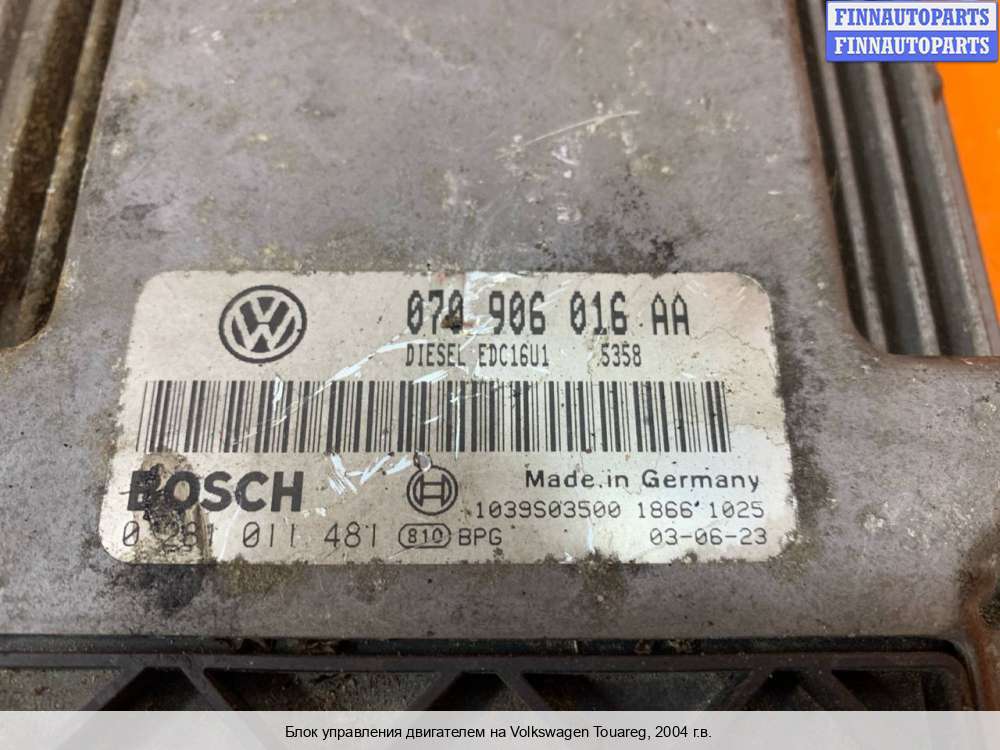 FINNAUTOPARTS
FINNAUTOPARTS
070 906 016 AA
DIESEL EDC16U1 5358
BOSCH
Made in Germany
1039S03500 1866 1025
0 281 011 481 810 BPG 03-06-23
Блок управления двигателем на Volkswagen Touareg, 2004 г.в.